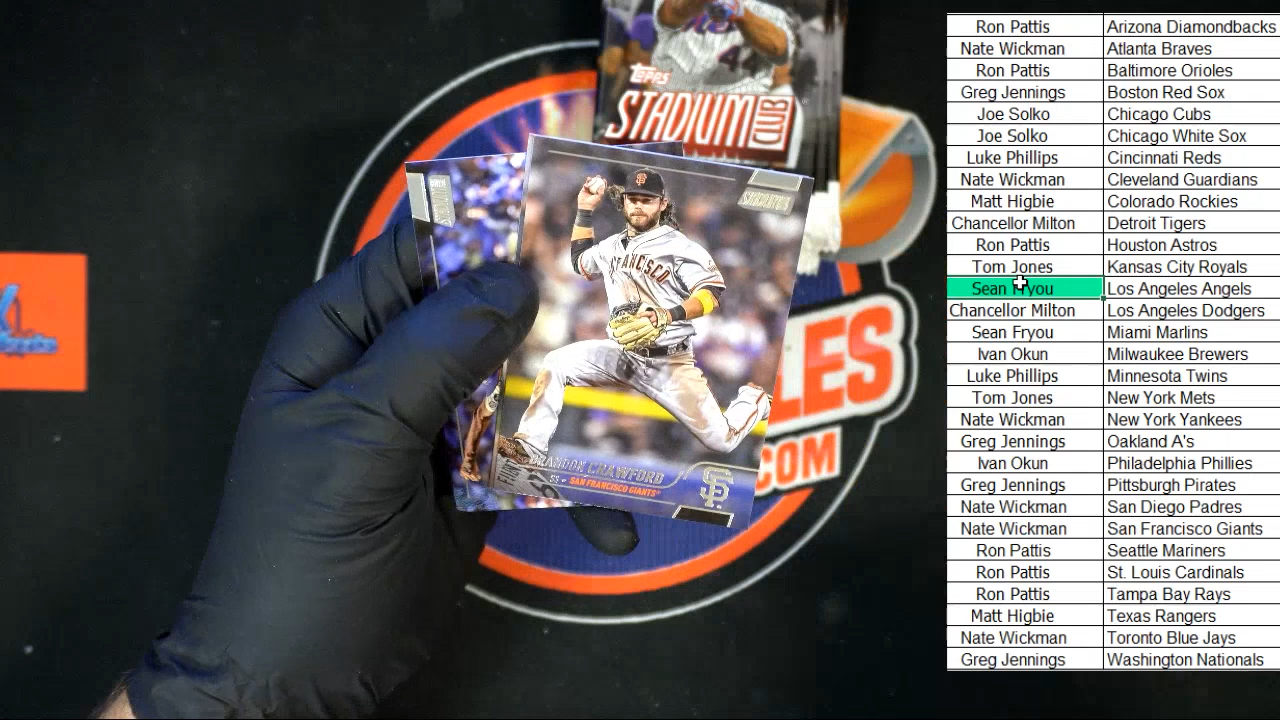 44
Topps
STADIUM
CLUB
STADIUM CLUB
SF
SAN FRANCISCO
BRANDON CRAWFORD
SS • SAN FRANCISCO GIANTS®
SF
LES
.COM
Ron Pattis Arizona Diamondbacks
Nate Wickman Atlanta Braves
Ron Pattis Baltimore Orioles
Greg Jennings Boston Red Sox
Joe Solko Chicago Cubs
Joe Solko Chicago White Sox
Luke Phillips Cincinnati Reds
Nate Wickman Cleveland Guardians
Matt Higbie Colorado Rockies
Chancellor Milton Detroit Tigers
Ron Pattis Houston Astros
Tom Jones Kansas City Royals
Sean Fryou Los Angeles Angels
Chancellor Milton Los Angeles Dodgers
Sean Fryou Miami Marlins
Ivan Okun Milwaukee Brewers
Luke Phillips Minnesota Twins
Tom Jones New York Mets
Nate Wickman New York Yankees
Greg Jennings Oakland A's
Ivan Okun Philadelphia Phillies
Greg Jennings Pittsburgh Pirates
Nate Wickman San Diego Padres
Nate Wickman San Francisco Giants
Ron Pattis Seattle Mariners
Ron Pattis St. Louis Cardinals
Ron Pattis Tampa Bay Rays
Matt Higbie Texas Rangers
Nate Wickman Toronto Blue Jays
Greg Jennings Washington Nationals